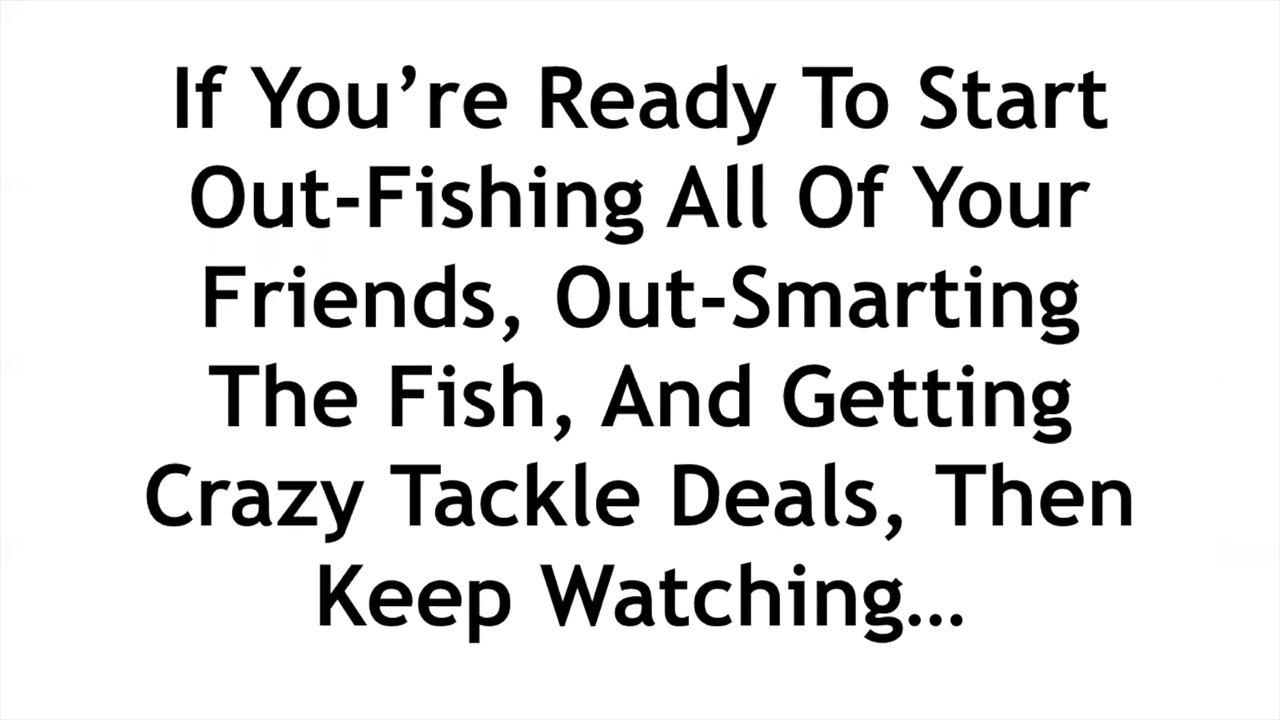 If You’re Ready To Start
Out-Fishing All Of Your
Friends, Out-Smarting
The Fish, And Getting
Crazy Tackle Deals, Then
Keep Watching…